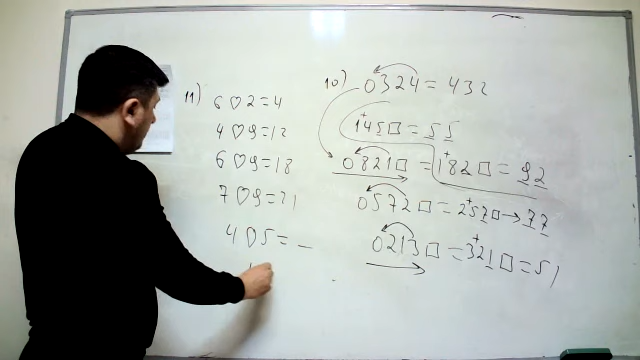 11)
6 ♡ 2 = 4
4 ♡ 9 = 12
6 ♡ 9 = 18
7 ♡ 9 = 21
4 ♡ 5 = _
10)
0324 = 432
145□ = 55
0821□ = 182□ = 92
0572□ = 257□ → 77
0213□ = 321□ = 51